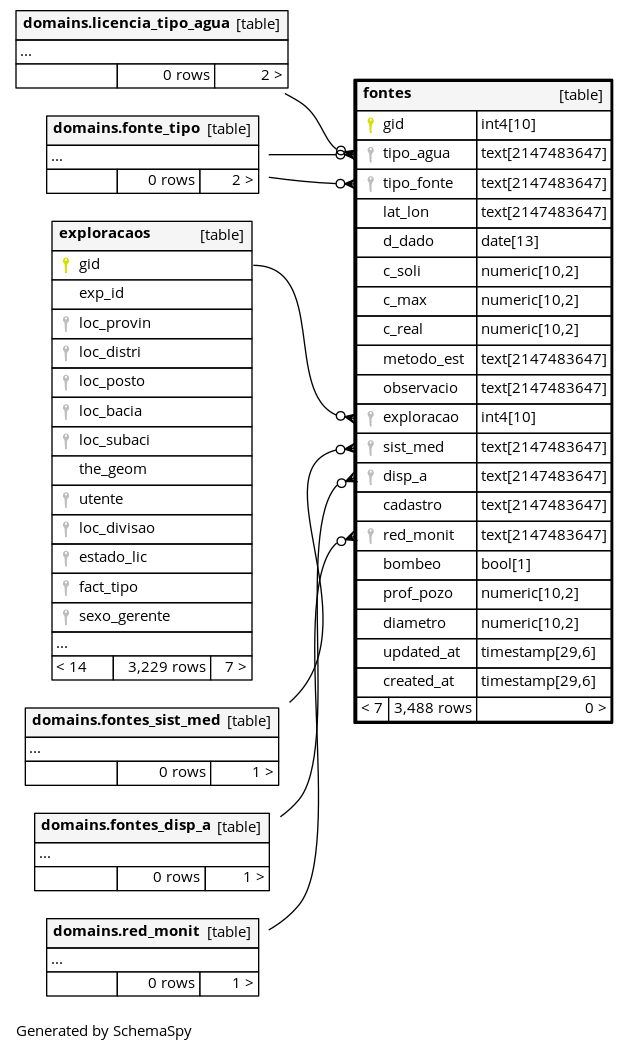 domains.licencia_tipo_agua [table]
...
0 rows 2 >
domains.fonte_tipo [table]
...
0 rows 2 >
exploracaos [table]
gid
exp_id
loc_provin
loc_distri
loc_posto
loc_bacia
loc_subaci
the_geom
utente
loc_divisao
estado_lic
fact_tipo
sexo_gerente
...
< 14 3,229 rows 7 >
domains.fontes_sist_med [table]
...
0 rows 1 >
domains.fontes_disp_a [table]
...
0 rows 1 >
domains.red_monit [table]
...
0 rows 1 >
fontes [table]
gid int4[10]
tipo_agua text[2147483647]
tipo_fonte text[2147483647]
lat_lon text[2147483647]
d_dado date[13]
c_soli numeric[10,2]
c_max numeric[10,2]
c_real numeric[10,2]
metodo_est text[2147483647]
observacio text[2147483647]
exploracao int4[10]
sist_med text[2147483647]
disp_a text[2147483647]
cadastro text[2147483647]
red_monit text[2147483647]
bombeo bool[1]
prof_pozo numeric[10,2]
diametro numeric[10,2]
updated_at timestamp[29,6]
created_at timestamp[29,6]
< 7 3,488 rows 0 >
Generated by SchemaSpy